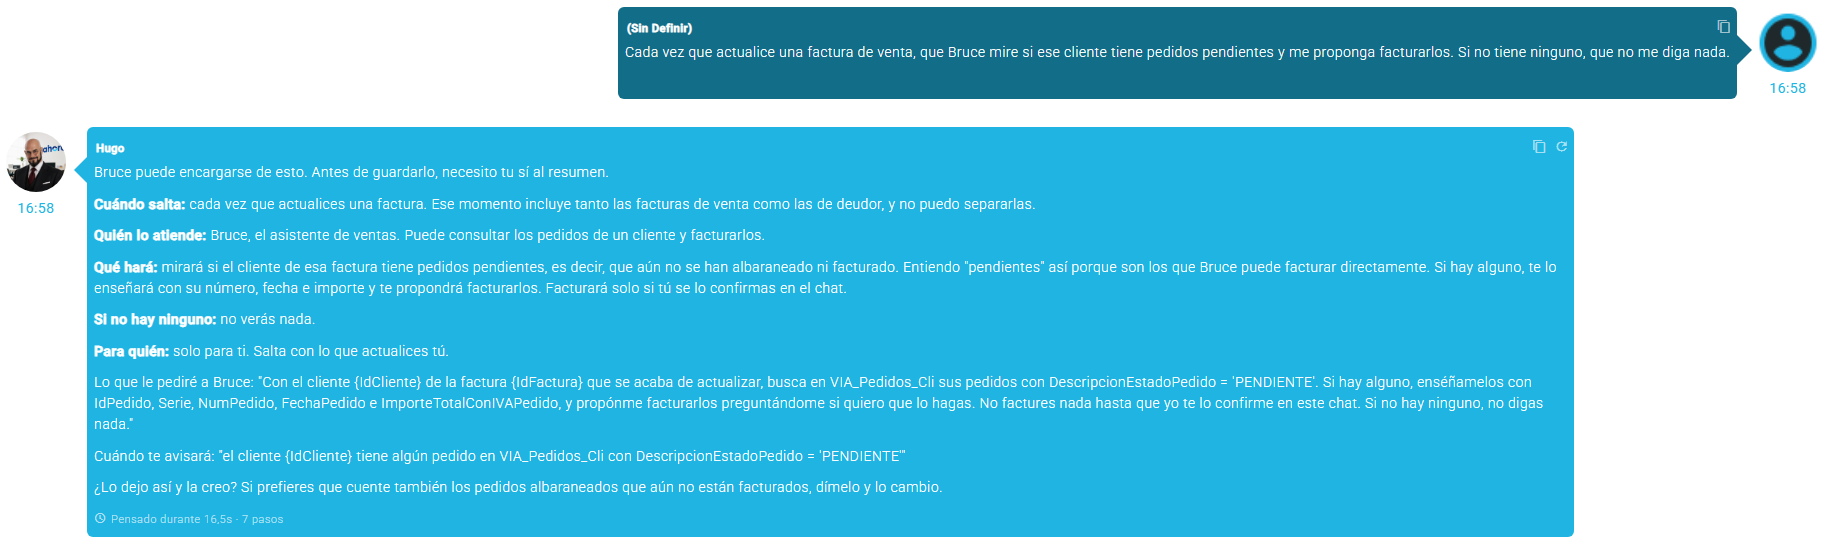 (Sin Definir)
Cada vez que actualice una factura de venta, que Bruce mire si ese cliente tiene pedidos pendientes y me proponga facturarlos. Si no tiene ninguno, que no me diga nada.
16:58
ahora
16:58
Hugo
Bruce puede encargarse de esto. Antes de guardarlo, necesito tu sí al resumen.
Cuándo salta: cada vez que actualices una factura. Ese momento incluye tanto las facturas de venta como las de deudor, y no puedo separarlas.
Quién lo atiende: Bruce, el asistente de ventas. Puede consultar los pedidos de un cliente y facturarlos.
Qué hará: mirará si el cliente de esa factura tiene pedidos pendientes, es decir, que aún no se han albaraneado ni facturado. Entiendo "pendientes" así porque son los que Bruce puede facturar directamente. Si hay alguno, te lo
enseñará con su número, fecha e importe y te propondrá facturarlos. Facturará solo si tú se lo confirmas en el chat.
Si no hay ninguno: no verás nada.
Para quién: solo para ti. Salta con lo que actualices tú.
Lo que le pediré a Bruce: "Con el cliente {IdCliente} de la factura {IdFactura} que se acaba de actualizar, busca en VIA_Pedidos_Cli sus pedidos con DescripcionEstadoPedido = 'PENDIENTE'. Si hay alguno, enséñamelos con
IdPedido, Serie, NumPedido, FechaPedido e ImporteTotalConIVAPedido, y propónme facturarlos preguntándome si quiero que lo hagas. No factures nada hasta que yo te lo confirme en este chat. Si no hay ninguno, no digas
nada."
Cuándo te avisará: "el cliente {IdCliente} tiene algún pedido en VIA_Pedidos_Cli con DescripcionEstadoPedido = 'PENDIENTE'"
¿Lo dejo así y la creo? Si prefieres que cuente también los pedidos albaraneados que aún no están facturados, dímelo y lo cambio.
Pensado durante 16,5s · 7 pasos